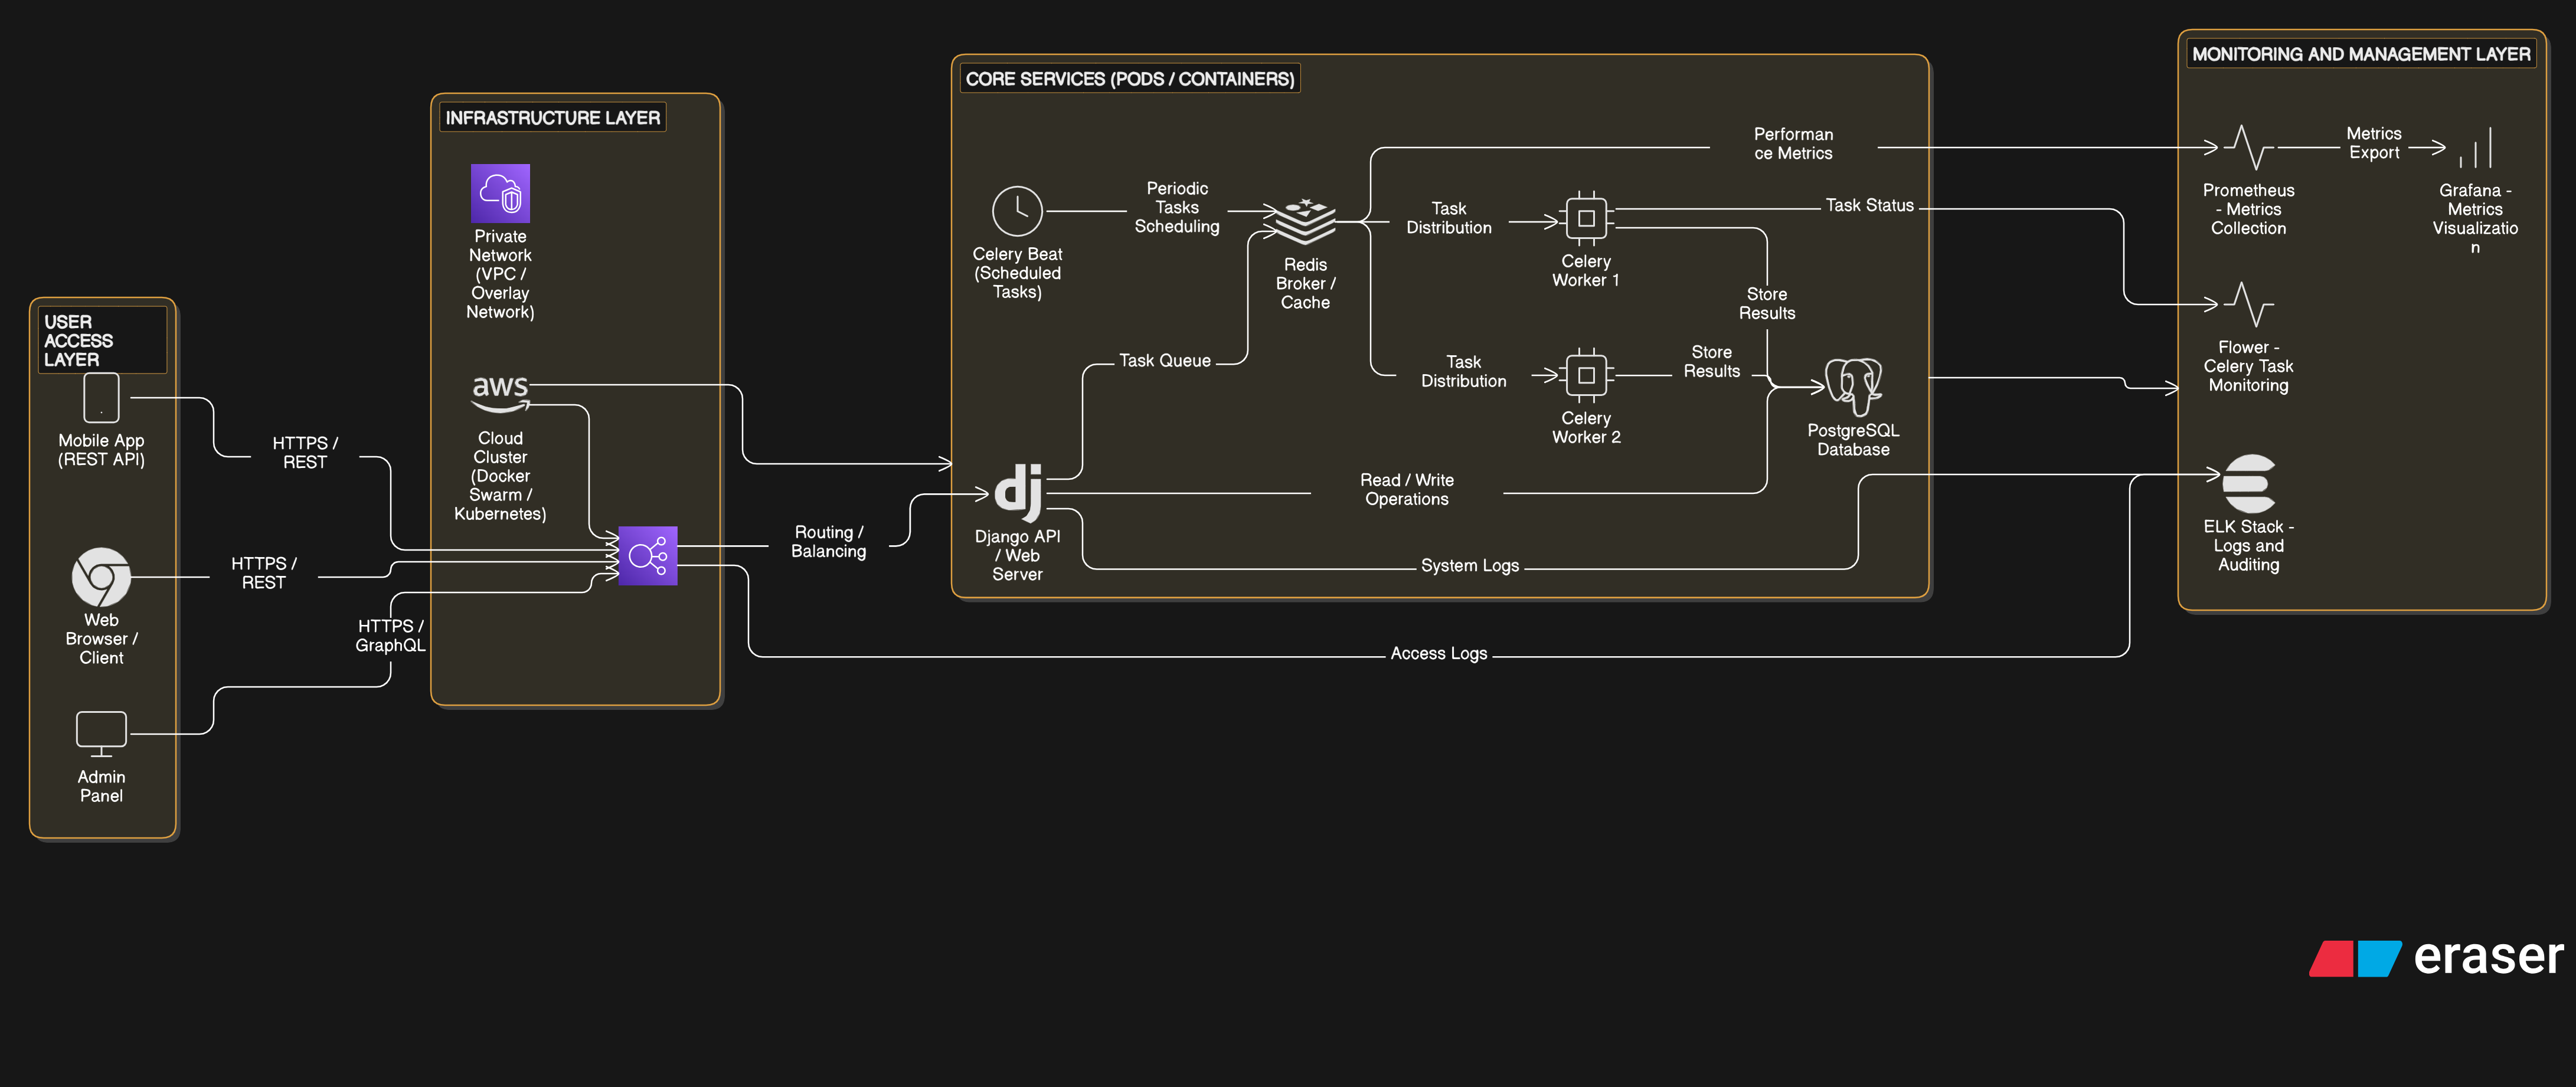 USER
ACCESS
LAYER
Mobile App
(REST API)
Web
Browser /
Client
Admin
Panel
HTTPS /
REST
HTTPS /
REST
HTTPS /
GraphQL
INFRASTRUCTURE LAYER
Private
Network
(VPC /
Overlay
Network)
aws
Cloud
Cluster
(Docker
Swarm /
Kubernetes)
Routing /
Balancing
Access Logs
CORE SERVICES (PODS / CONTAINERS)
Celery Beat
(Scheduled
Tasks)
Periodic
Tasks
Scheduling
Redis
Broker /
Cache
Task Queue
dj
Django API
/ Web
Server
Performan
ce Metrics
Task
Distribution
Celery
Worker 1
Task Status
Store
Results
Task
Distribution
Celery
Worker 2
Store
Results
PostgreSQL
Database
Read / Write
Operations
System Logs
MONITORING AND MANAGEMENT LAYER
Prometheus
- Metrics
Collection
Metrics
Export
Grafana -
Metrics
Visualizatio
n
Flower -
Celery Task
Monitoring
ELK Stack -
Logs and
Auditing
eraser